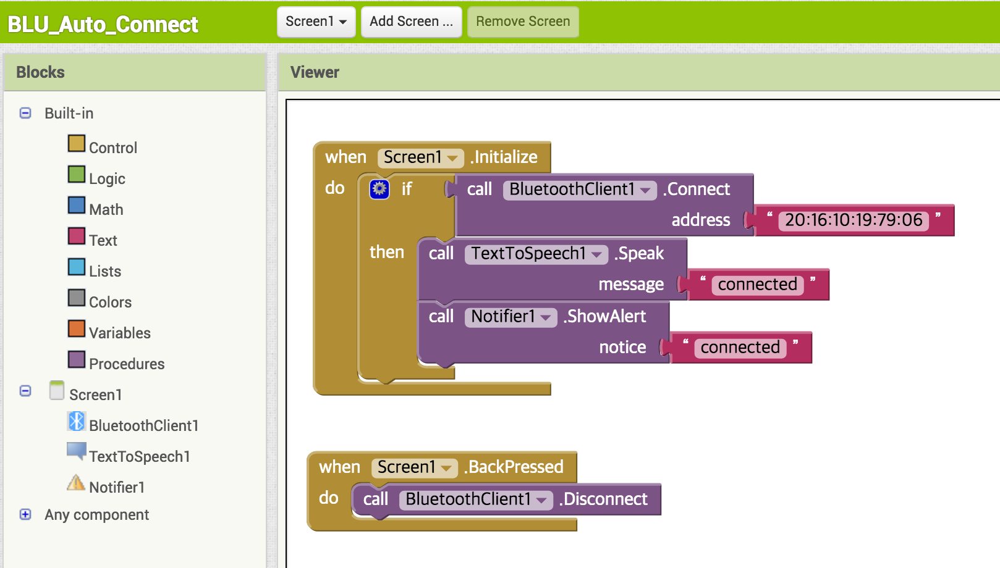 BLU_Auto_Connect
Screen1
Add Screen ...
Remove Screen
Blocks
Built-in
Control
Logic
Math
Text
Lists
Colors
Variables
Procedures
Screen1
BluetoothClient1
TextToSpeech1
Notifier1
Any component
Viewer
when Screen1 .Initialize
do if call BluetoothClient1 .Connect
address “ 20:16:10:19:79:06 ”
then call TextToSpeech1 .Speak
message “ connected ”
call Notifier1 .ShowAlert
notice “ connected ”
when Screen1 .BackPressed
do call BluetoothClient1 .Disconnect